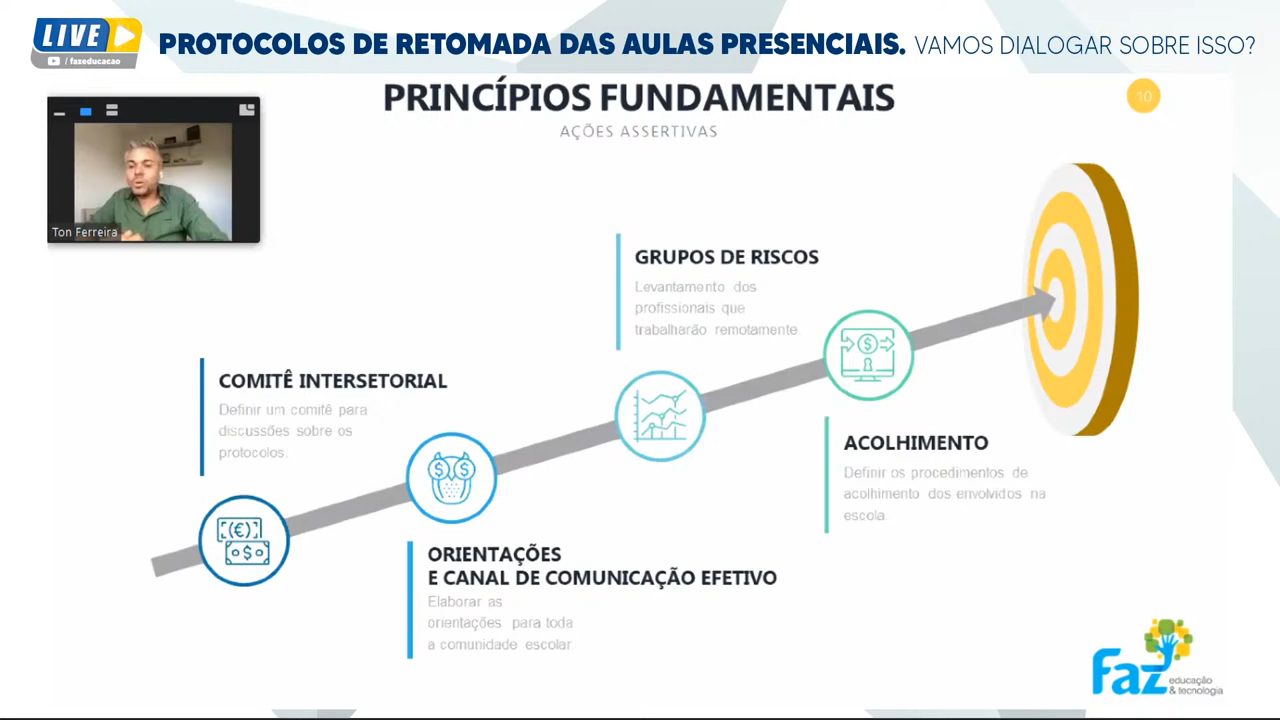 LIVE
/ fazeducacao
PROTOCOLOS DE RETOMADA DAS AULAS PRESENCIAIS. VAMOS DIALOGAR SOBRE ISSO?
PRINCÍPIOS FUNDAMENTAIS
AÇÕES ASSERTIVAS
10
Ton Ferreira
GRUPOS DE RISCOS
Levantamento dos
profissionais que
trabalharão remotamente
COMITÊ INTERSETORIAL
Definir um comitê para
discussões sobre os
protocolos.
ACOLHIMENTO
Definir os procedimentos de
acolhimento dos envolvidos na
escola.
ORIENTAÇÕES
E CANAL DE COMUNICAÇÃO EFETIVO
Elaborar as
orientações para toda
a comunidade escolar.
Faz
educação
& tecnologia